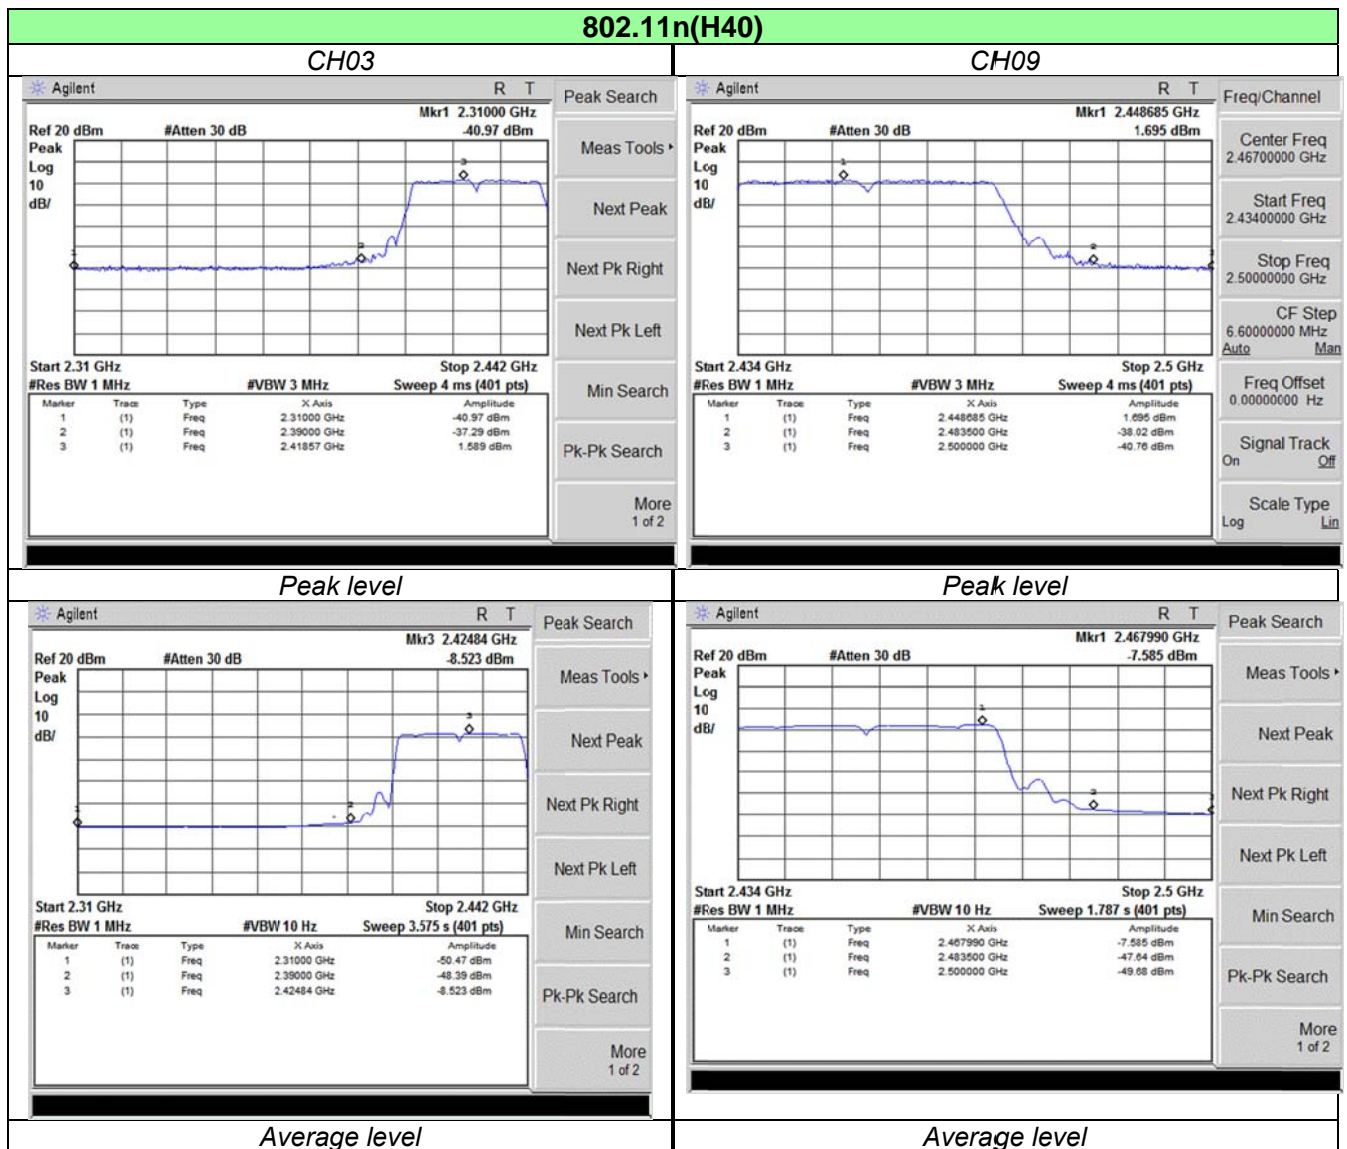 802.11n(H40)
CH03
CH09
Agilent R T
Peak Search
Mkr1 2.31000 GHz
Ref 20 dBm #Atten 30 dB -40.97 dBm
Peak
Log
10
dB/
3
2
1
Meas Tools
Next Peak
Next Pk Right
Next Pk Left
Min Search
Pk-Pk Search
More
1 of 2
Start 2.31 GHz Stop 2.442 GHz
#Res BW 1 MHz #VBW 3 MHz Sweep 4 ms (401 pts)
Marker Trace Type X Axis Amplitude
1 (1) Freq 2.31000 GHz -40.97 dBm
2 (1) Freq 2.39000 GHz -37.29 dBm
3 (1) Freq 2.41857 GHz 1.589 dBm
Agilent R T
Freq/Channel
Mkr1 2.448685 GHz
Ref 20 dBm #Atten 30 dB 1.695 dBm
Peak
Log
10
dB/
1
2
Center Freq
2.46700000 GHz
Start Freq
2.43400000 GHz
Stop Freq
2.50000000 GHz
CF Step
6.60000000 MHz
Auto Man
Freq Offset
0.00000000 Hz
Signal Track
On Off
Scale Type
Log Lin
Start 2.434 GHz Stop 2.5 GHz
#Res BW 1 MHz #VBW 3 MHz Sweep 4 ms (401 pts)
Marker Trace Type X Axis Amplitude
1 (1) Freq 2.448685 GHz 1.695 dBm
2 (1) Freq 2.483500 GHz -38.02 dBm
3 (1) Freq 2.500000 GHz -40.76 dBm
Peak level
Peak level
Agilent R T
Peak Search
Mkr3 2.42484 GHz
Ref 20 dBm #Atten 30 dB -8.523 dBm
Peak
Log
10
dB/
3
2
1
Meas Tools
Next Peak
Next Pk Right
Next Pk Left
Min Search
Pk-Pk Search
More
1 of 2
Start 2.31 GHz Stop 2.442 GHz
#Res BW 1 MHz #VBW 10 Hz Sweep 3.575 s (401 pts)
Marker Trace Type X Axis Amplitude
1 (1) Freq 2.31000 GHz -50.47 dBm
2 (1) Freq 2.39000 GHz -48.39 dBm
3 (1) Freq 2.42484 GHz -8.523 dBm
Agilent R T
Peak Search
Mkr1 2.467990 GHz
Ref 20 dBm #Atten 30 dB -7.585 dBm
Peak
Log
10
dB/
1
2
Meas Tools
Next Peak
Next Pk Right
Next Pk Left
Min Search
Pk-Pk Search
More
1 of 2
Start 2.434 GHz Stop 2.5 GHz
#Res BW 1 MHz #VBW 10 Hz Sweep 1.787 s (401 pts)
Marker Trace Type X Axis Amplitude
1 (1) Freq 2.467990 GHz -7.585 dBm
2 (1) Freq 2.483500 GHz -47.64 dBm
3 (1) Freq 2.500000 GHz -49.68 dBm
Average level
Average level